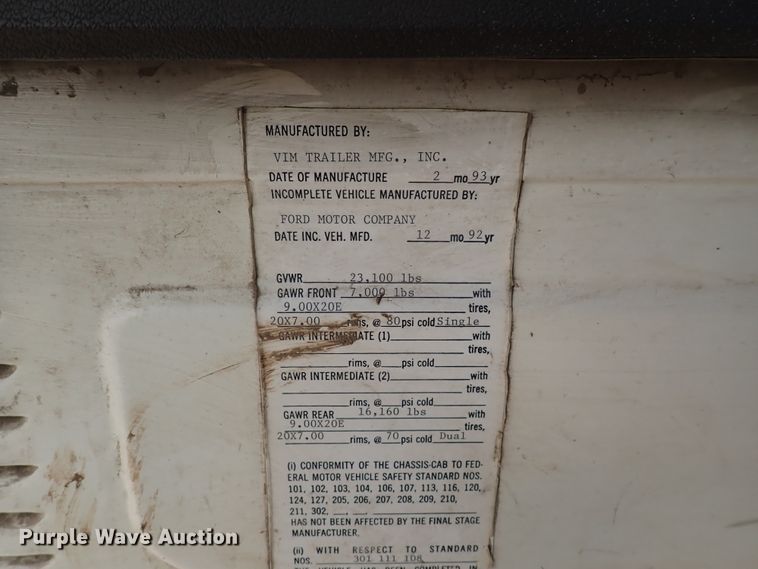 MANUFACTURED BY:
VIM TRAILER MFG., INC.
DATE OF MANUFACTURE 2 mo 93 yr
INCOMPLETE VEHICLE MANUFACTURED BY:
FORD MOTOR COMPANY
DATE INC. VEH. MFD. 12 mo 92 yr
GVWR 23,100 lbs
GAWR FRONT 7,000 lbs with
9.00X20E tires,
20X7.00 rims, @ 80 psi cold Single
GAWR INTERMEDIATE (1) with
tires,
rims, @ psi cold
GAWR INTERMEDIATE (2) with
tires,
rims, @ psi cold
GAWR REAR 16,160 lbs with
9.00X20E tires,
20X7.00 rims, @ 70 psi cold Dual
(i) CONFORMITY OF THE CHASSIS-CAB TO FED-
ERAL MOTOR VEHICLE SAFETY STANDARD NOS.
101, 102, 103, 104, 106, 107, 113, 116, 120,
124, 127, 205, 206, 207, 208, 209, 210,
211, 302,
HAS NOT BEEN AFFECTED BY THE FINAL STAGE
MANUFACTURER.
(ii) WITH RESPECT TO STANDARD
NOS. 301 111 108
THE VEHICLE HAS BEEN COMPLETED IN
Purple Wave Auction